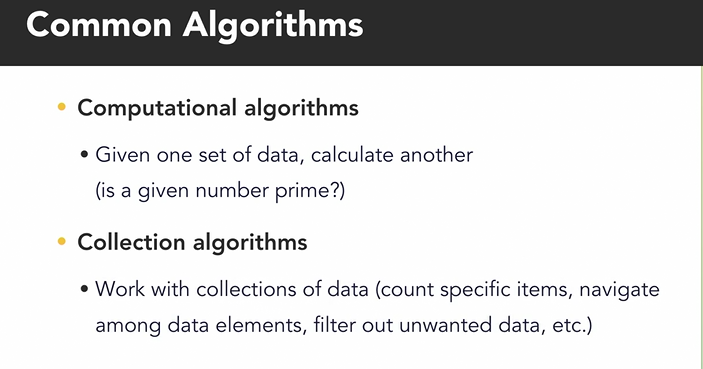 Common Algorithms
• Computational algorithms
• Given one set of data, calculate another
(is a given number prime?)
• Collection algorithms
• Work with collections of data (count specific items, navigate
among data elements, filter out unwanted data, etc.)